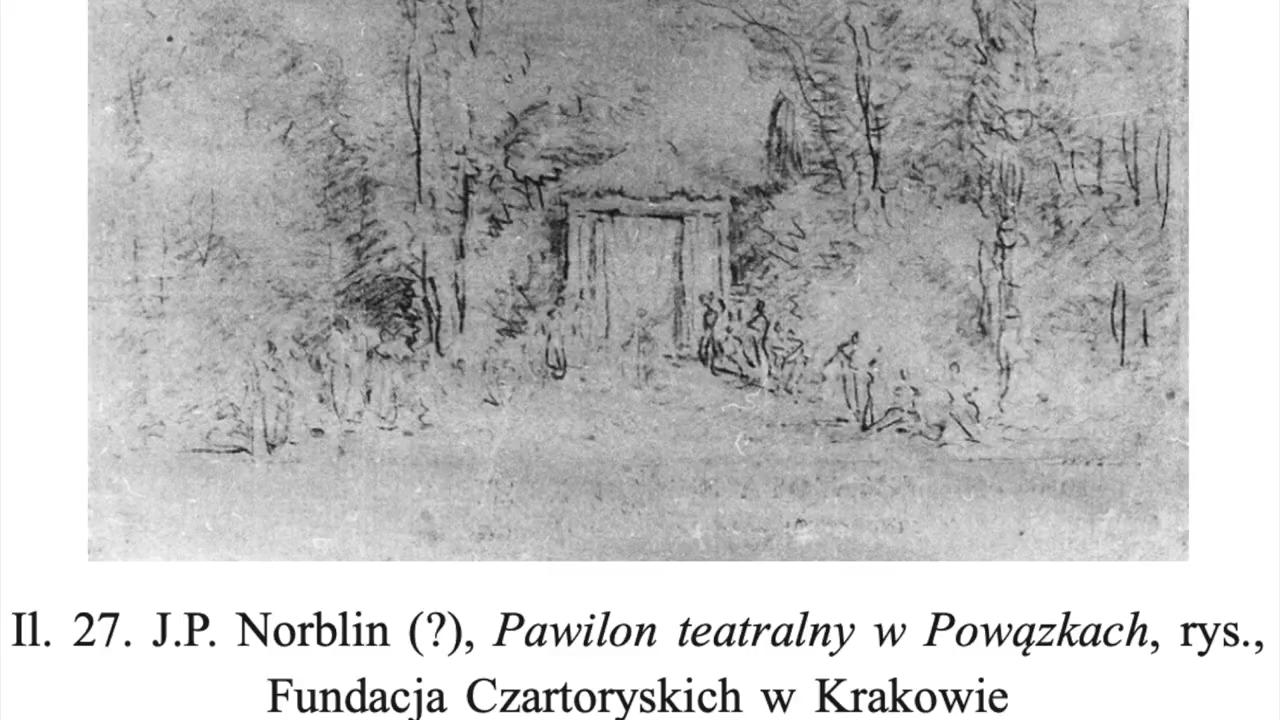 Il. 27. J.P. Norblin (?), Pawilon teatralny w Powązkach, rys.,
Fundacja Czartoryskich w Krakowie